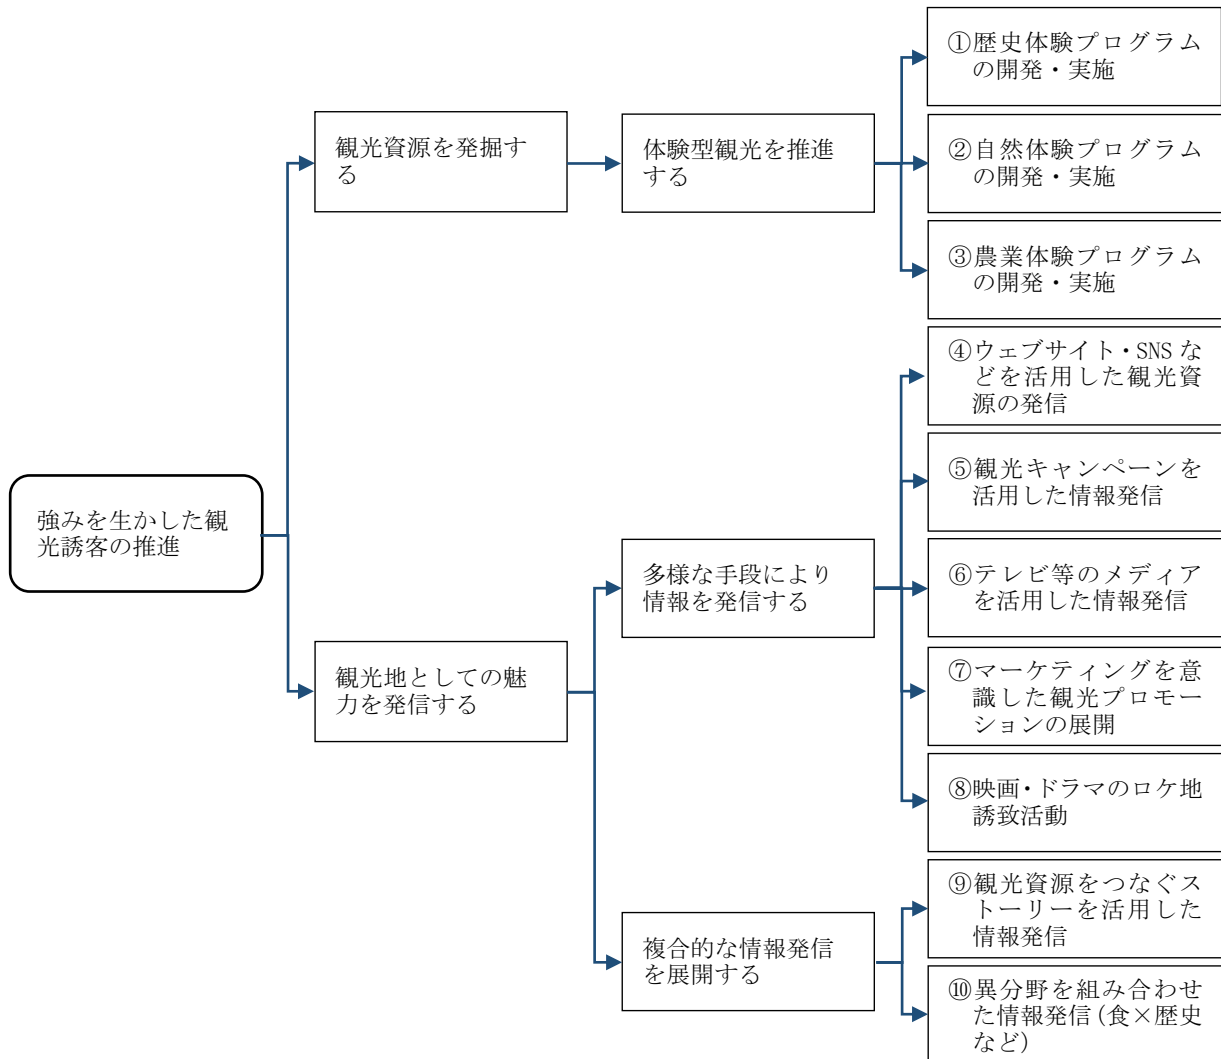 強みを生かした観
光誘客の推進
観光資源を発掘す
る
体験型観光を推進
する
①歴史体験プログラム
の開発・実施
②自然体験プログラム
の開発・実施
③農業体験プログラム
の開発・実施
観光地としての魅
力を発信する
多様な手段により
情報を発信する
④ウェブサイト・SNS な
どを活用した観光資
源の発信
⑤観光キャンペーンを
活用した情報発信
⑥テレビ等のメディア
を活用した情報発信
⑦マーケティングを意
識した観光プロモー
ションの展開
⑧映画・ドラマのロケ地
誘致活動
複合的な情報発信
を展開する
⑨観光資源をつなぐス
トーリーを活用した
情報発信
⑩異分野を組み合わせ
た情報発信(食×歴史
など)